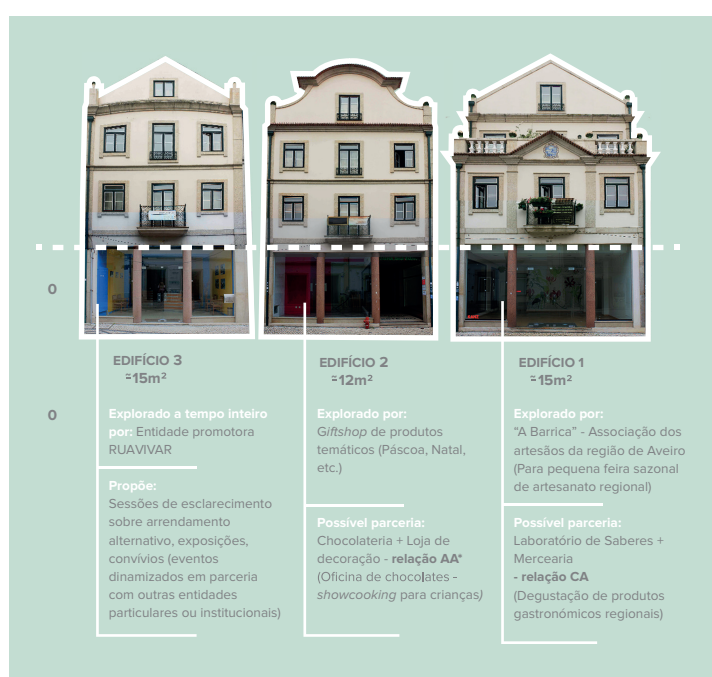 0
EDIFÍCIO 3
≃15m²
EDIFÍCIO 2
≃12m²
EDIFÍCIO 1
≃15m²
0
Explorado a tempo inteiro
por: Entidade promotora
RUAVIVAR
Propõe:
Sessões de esclarecimento
sobre arrendamento
alternativo, exposições,
convívios (eventos
dinamizados em parceria
com outras entidades
particulares ou institucionais)
Explorado por:
Giftshop de produtos
temáticos (Páscoa, Natal,
etc.)
Possível parceria:
Chocolateria + Loja de
decoração - relação AA*
(Oficina de chocolates -
showcooking para crianças)
Explorado por:
“A Barrica” - Associação dos
artesãos da região de Aveiro
(Para pequena feira sazonal
de artesanato regional)
Possível parceria:
Laboratório de Saberes +
Mercearia
- relação CA
(Degustação de produtos
gastronómicos regionais)